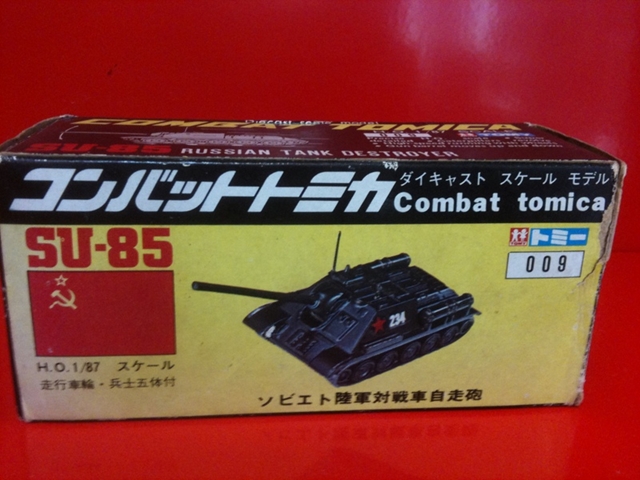 COMBAT TOMICA
SU-85 RUSSIAN TANK DESTROYER
コンバットトミカ
ダイキャスト スケール モデル
Combat tomica
SU-85
トミー
009
234
H.O.1/87 スケール
走行車輪・兵士五体付
ソビエト陸軍対戦車自走砲